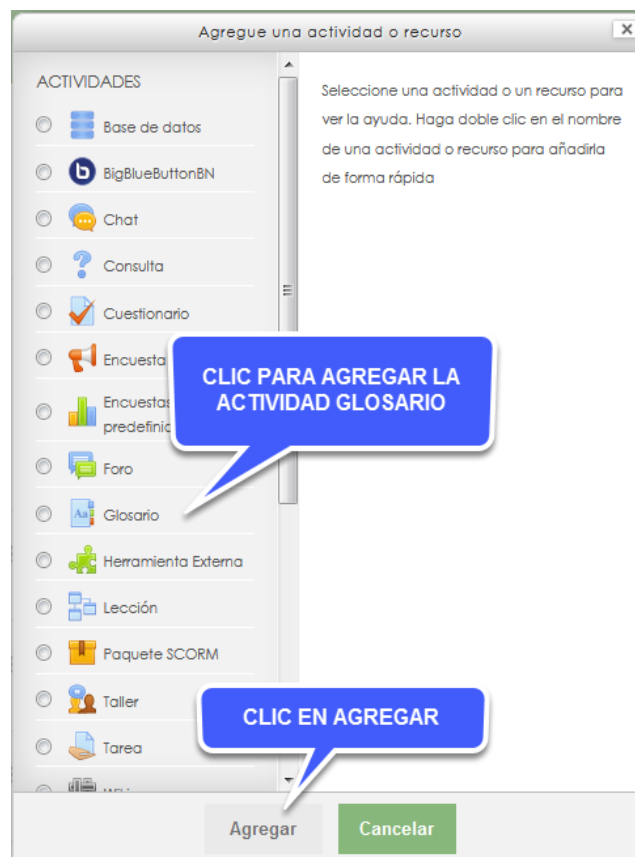 Agregue una actividad o recurso
ACTIVIDADES
Base de datos
BigBlueButtonBN
Chat
Consulta
Cuestionario
Encuesta
Encuestas
Foro
Aa
Glosario
Herramienta Externa
Lección
Paquete SCORM
Taller
Tarea
Seleccione una actividad o un recurso para
ver la ayuda. Haga doble clic en el nombre
de una actividad o recurso para añadirla
de forma rápida
CLIC PARA AGREGAR LA
ACTIVIDAD GLOSARIO
CLIC EN AGREGAR
Agregar
Cancelar